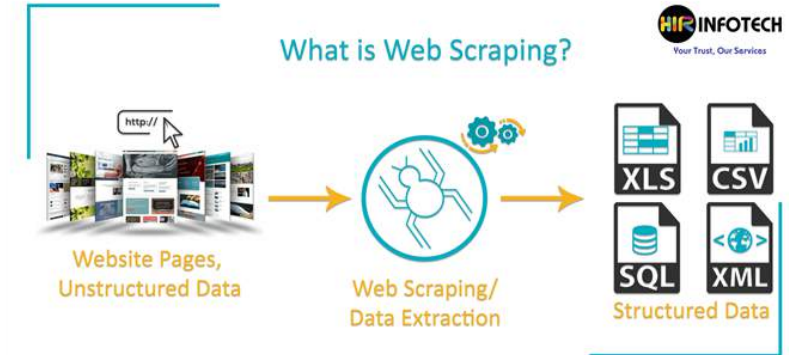 What is Web Scraping?
HIR INFOTECH
Your Trust, Our Services
http://
Website Pages,
Unstructured Data
Web Scraping/
Data Extraction
XLS
CSV
SQL
XML
Structured Data